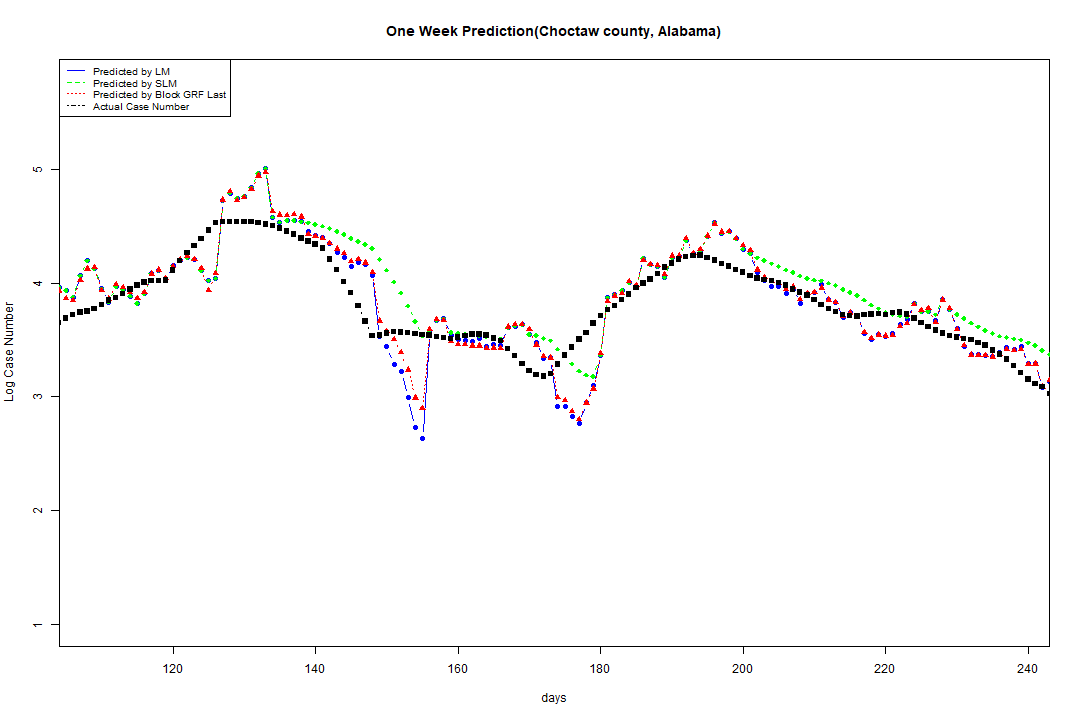 One Week Prediction(Choctaw county, Alabama)
Predicted by LM
Predicted by SLM
Predicted by Block GRF Last
Actual Case Number
5
4
3
2
1
Log Case Number
120 140 160 180 200 220 240
days